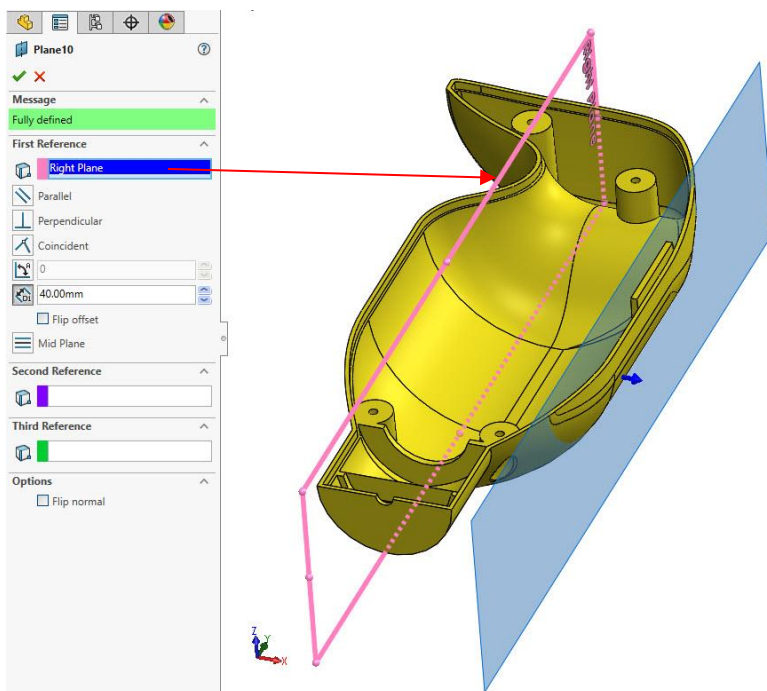 Plane10
Message
Fully defined
First Reference
Right Plane
Parallel
Perpendicular
Coincident
0
40.00mm
Flip offset
Mid Plane
Second Reference
Third Reference
Options
Flip normal
Z
Y
X